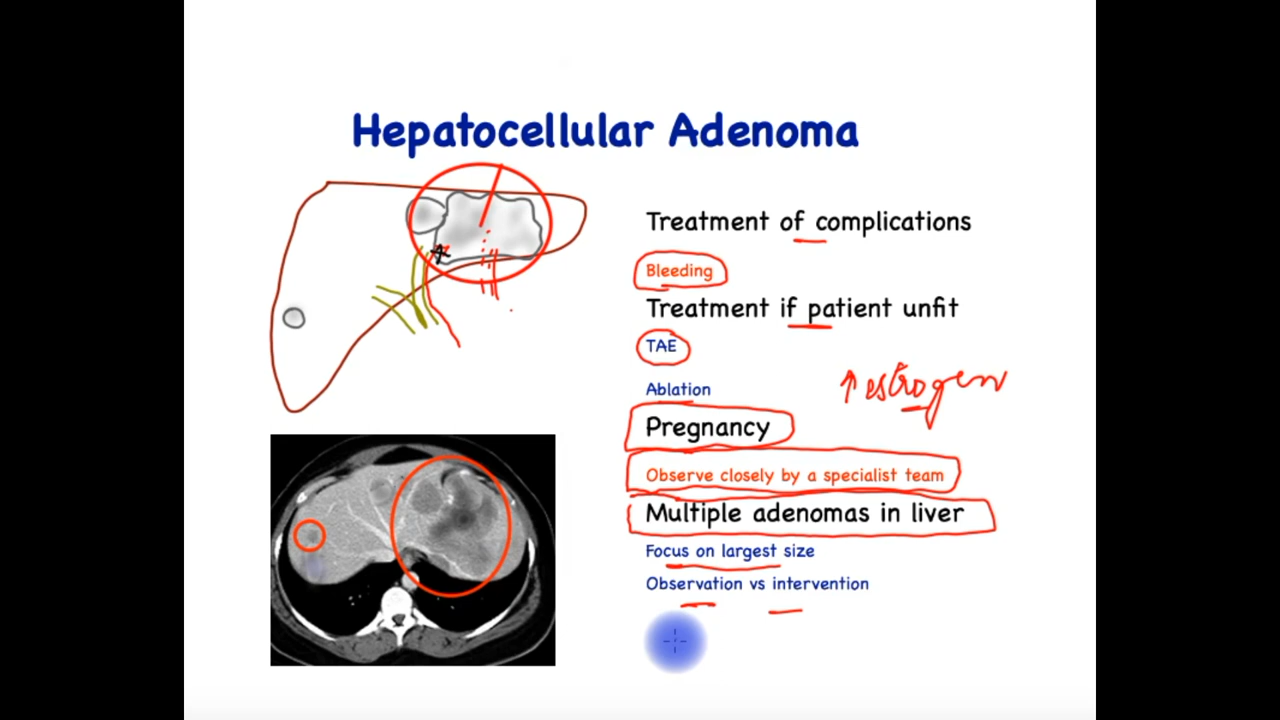 Hepatocellular Adenoma
Treatment of complications
Bleeding
Treatment if patient unfit
TAE
Ablation
↑ estrogen
Pregnancy
Observe closely by a specialist team
Multiple adenomas in liver
Focus on largest size
Observation vs intervention